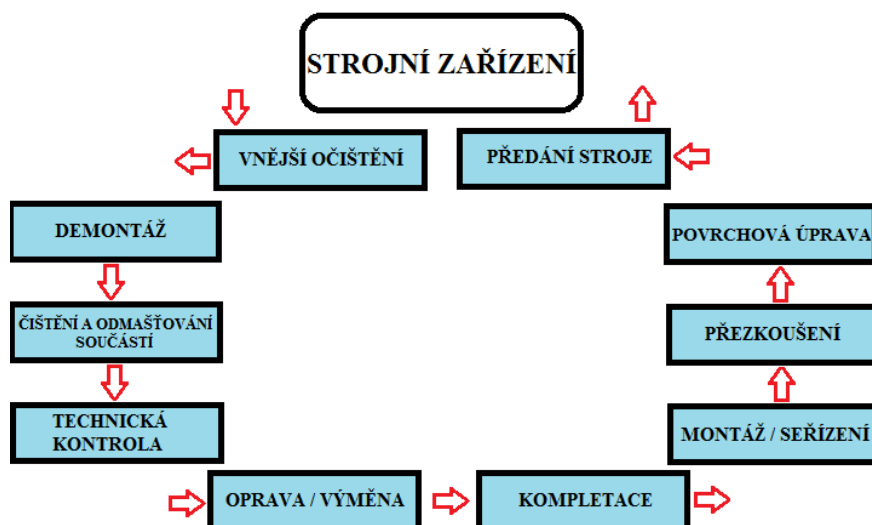 STROJNÍ ZAŘÍZENÍ
VNĚJŠÍ OČIŠTĚNÍ
DEMONTÁŽ
ČIŠTĚNÍ A ODMAŠŤOVÁNÍ
SOUČÁSTÍ
TECHNICKÁ
KONTROLA
OPRAVA / VÝMĚNA
KOMPLETACE
MONTÁŽ / SEŘÍZENÍ
PŘEZKOUŠENÍ
POVRCHOVÁ ÚPRAVA
PŘEDÁNÍ STROJE